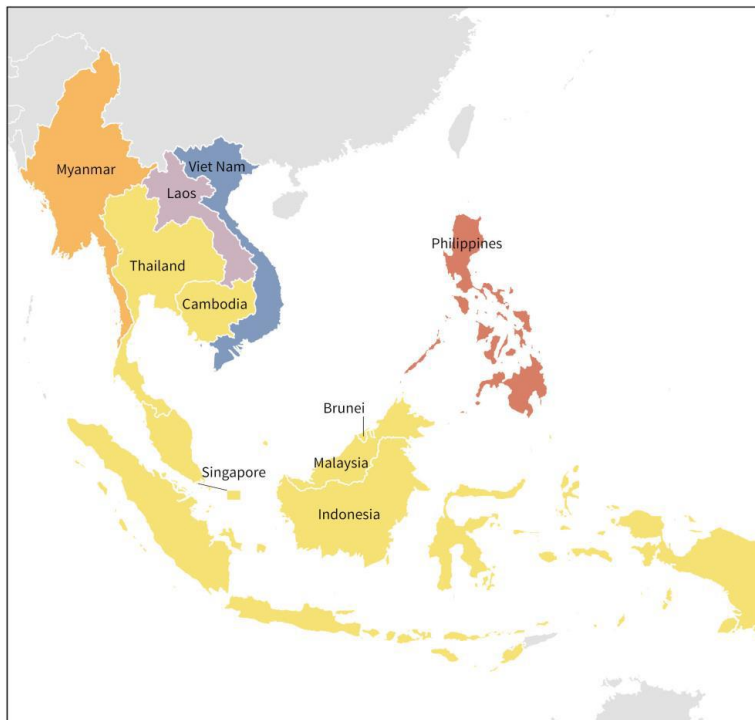 Myanmar
Viet Nam
Laos
Philippines
Thailand
Cambodia
Brunei
Malaysia
Singapore
Indonesia